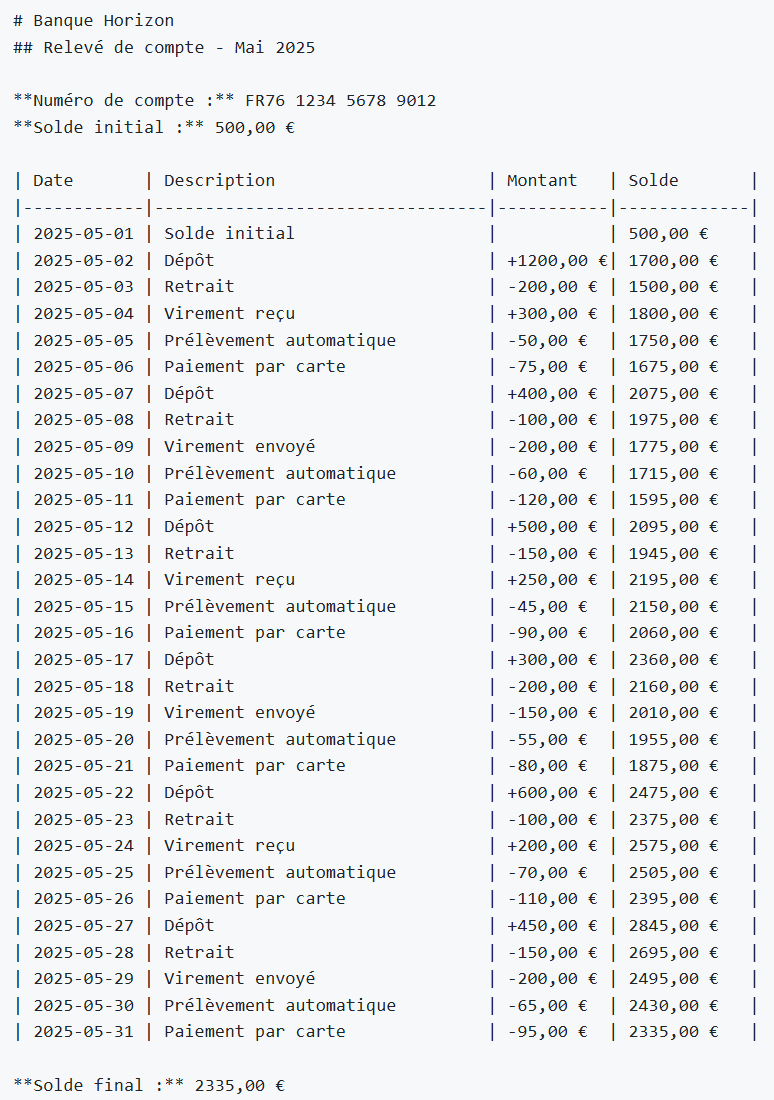 # Banque Horizon
## Relevé de compte - Mai 2025

**Numéro de compte :** FR76 1234 5678 9012
**Solde initial :** 500,00 €

| Date       | Description                     | Montant   | Solde       |
|------------|---------------------------------|-----------|-------------|
| 2025-05-01 | Solde initial                   |           | 500,00 €    |
| 2025-05-02 | Dépôt                           | +1200,00 €| 1700,00 €   |
| 2025-05-03 | Retrait                         | -200,00 € | 1500,00 €   |
| 2025-05-04 | Virement reçu                   | +300,00 € | 1800,00 €   |
| 2025-05-05 | Prélèvement automatique         | -50,00 €  | 1750,00 €   |
| 2025-05-06 | Paiement par carte              | -75,00 €  | 1675,00 €   |
| 2025-05-07 | Dépôt                           | +400,00 € | 2075,00 €   |
| 2025-05-08 | Retrait                         | -100,00 € | 1975,00 €   |
| 2025-05-09 | Virement envoyé                 | -200,00 € | 1775,00 €   |
| 2025-05-10 | Prélèvement automatique         | -60,00 €  | 1715,00 €   |
| 2025-05-11 | Paiement par carte              | -120,00 € | 1595,00 €   |
| 2025-05-12 | Dépôt                           | +500,00 € | 2095,00 €   |
| 2025-05-13 | Retrait                         | -150,00 € | 1945,00 €   |
| 2025-05-14 | Virement reçu                   | +250,00 € | 2195,00 €   |
| 2025-05-15 | Prélèvement automatique         | -45,00 €  | 2150,00 €   |
| 2025-05-16 | Paiement par carte              | -90,00 €  | 2060,00 €   |
| 2025-05-17 | Dépôt                           | +300,00 € | 2360,00 €   |
| 2025-05-18 | Retrait                         | -200,00 € | 2160,00 €   |
| 2025-05-19 | Virement envoyé                 | -150,00 € | 2010,00 €   |
| 2025-05-20 | Prélèvement automatique         | -55,00 €  | 1955,00 €   |
| 2025-05-21 | Paiement par carte              | -80,00 €  | 1875,00 €   |
| 2025-05-22 | Dépôt                           | +600,00 € | 2475,00 €   |
| 2025-05-23 | Retrait                         | -100,00 € | 2375,00 €   |
| 2025-05-24 | Virement reçu                   | +200,00 € | 2575,00 €   |
| 2025-05-25 | Prélèvement automatique         | -70,00 €  | 2505,00 €   |
| 2025-05-26 | Paiement par carte              | -110,00 € | 2395,00 €   |
| 2025-05-27 | Dépôt                           | +450,00 € | 2845,00 €   |
| 2025-05-28 | Retrait                         | -150,00 € | 2695,00 €   |
| 2025-05-29 | Virement envoyé                 | -200,00 € | 2495,00 €   |
| 2025-05-30 | Prélèvement automatique         | -65,00 €  | 2430,00 €   |
| 2025-05-31 | Paiement par carte              | -95,00 €  | 2335,00 €   |

**Solde final :** 2335,00 €